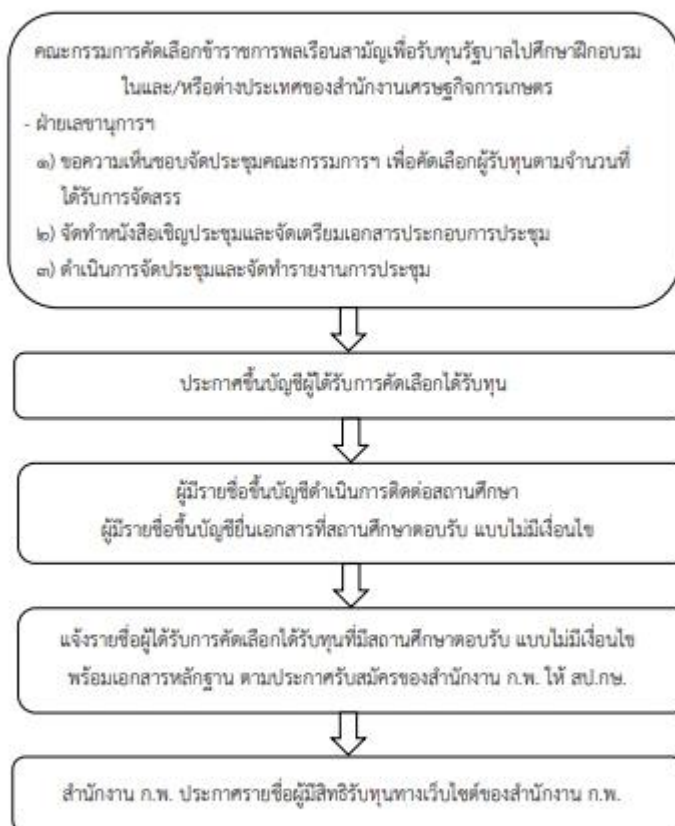 คณะกรรมการคัดเลือกข้าราชการพลเรือนสามัญเพื่อรับทุนรัฐบาลไปศึกษาฝึกอบรม
ในและ/หรือต่างประเทศของสำนักงานเศรษฐกิจการเกษตร
- ฝ่ายเลขานุการฯ
๑) ขอความเห็นชอบจัดประชุมคณะกรรมการฯ เพื่อคัดเลือกผู้รับทุนตามจำนวนที่
ได้รับการจัดสรร
๒) จัดทำหนังสือเชิญประชุมและจัดเตรียมเอกสารประกอบการประชุม
๓) ดำเนินการจัดประชุมและจัดทำรายงานการประชุม
ประกาศขึ้นบัญชีผู้ได้รับการคัดเลือกได้รับทุน
ผู้มีรายชื่อขึ้นบัญชีดำเนินการติดต่อสถานศึกษา
ผู้มีรายชื่อขึ้นบัญชียื่นเอกสารที่สถานศึกษาตอบรับ แบบไม่มีเงื่อนไข
แจ้งรายชื่อผู้ได้รับการคัดเลือกได้รับทุนที่มีสถานศึกษาตอบรับ แบบไม่มีเงื่อนไข
พร้อมเอกสารหลักฐาน ตามประกาศรับสมัครของสำนักงาน ก.พ. ให้ สป.กษ.
สำนักงาน ก.พ. ประกาศรายชื่อผู้มีสิทธิรับทุนทางเว็บไซต์ของสำนักงาน ก.พ.